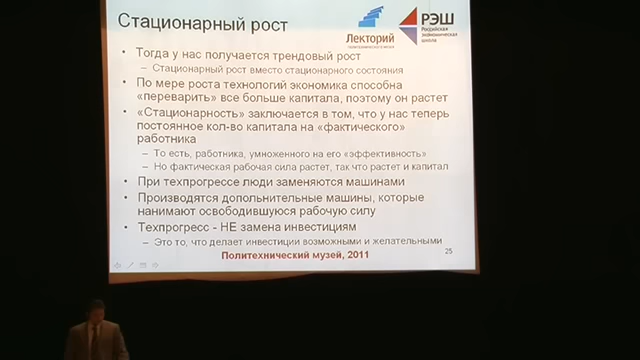 Стационарный рост
Лекторий
политехнического музея
РЭШ
Российская
экономическая
школа
• Тогда у нас получается трендовый рост
– Стационарный рост вместо стационарного состояния
• По мере роста технологий экономика способна
«переварить» все больше капитала, поэтому он растет
• «Стационарность» заключается в том, что у нас теперь
постоянное кол-во капитала на «фактического»
работника
– То есть, работника, умноженного на его «эффективность»
– Но фактическая рабочая сила растет, так что растет и капитал
• При техпрогрессе люди заменяются машинами
• Производятся допольнительные машины, которые
нанимают освободившуюся рабочую силу
• Техпрогресс - НЕ замена инвестициям
– Это то, что делает инвестиции возможными и желательными
Политехнический музей, 2011
25